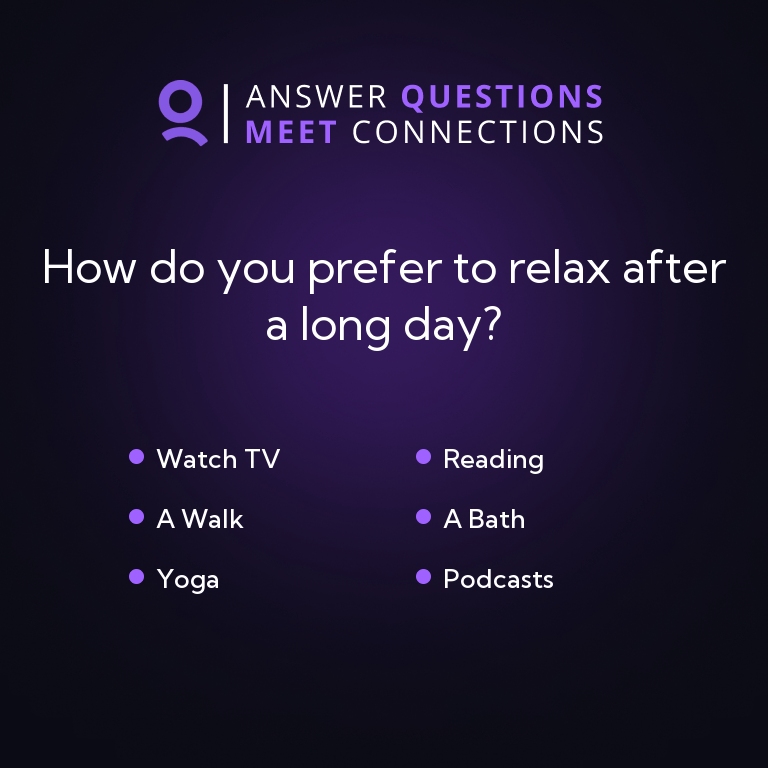 ANSWER QUESTIONS
MEET CONNECTIONS
How do you prefer to relax after
a long day?
Watch TV
Reading
A Walk
A Bath
Yoga
Podcasts